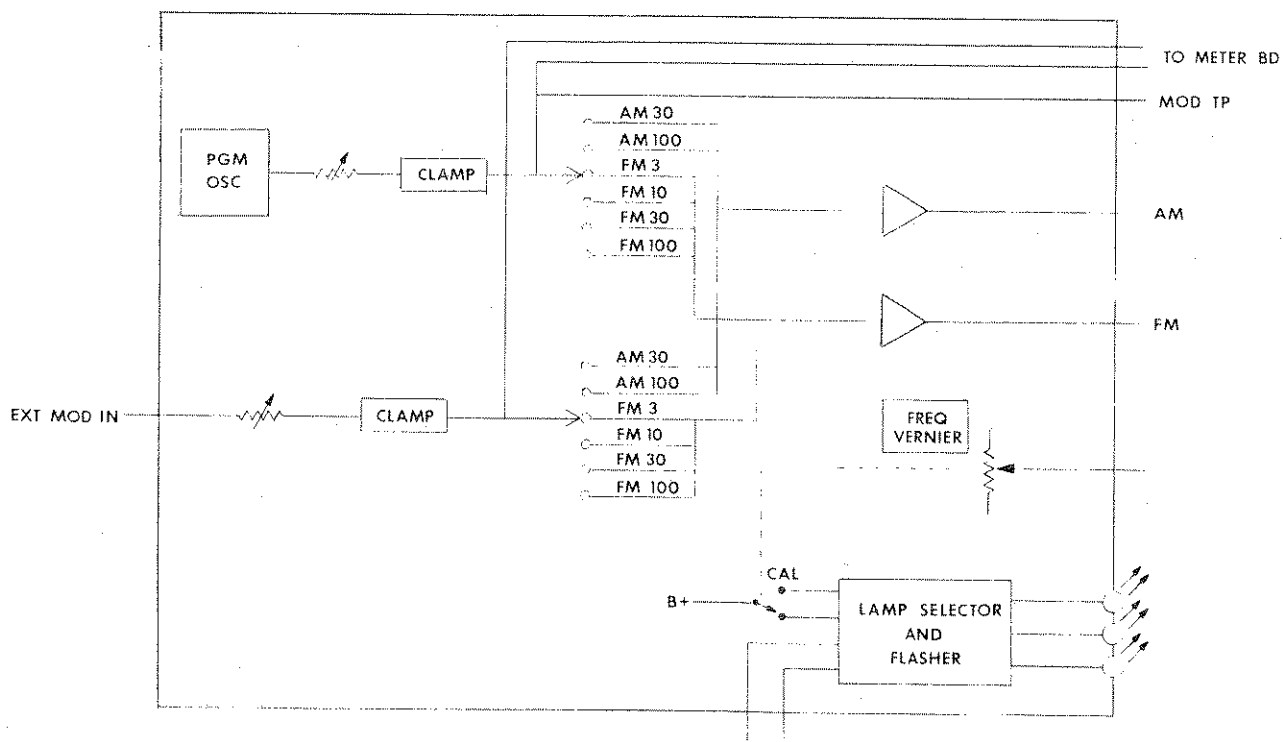 TO METER BD
MOD TP
AM 30
AM 100
PGM
OSC
CLAMP
FM 3
FM 10
FM 30
FM 100
AM
FM
AM 30
AM 100
EXT MOD IN
CLAMP
FM 3
FM 10
FM 30
FM 100
FREQ
VERNIER
CAL
B+
LAMP SELECTOR
AND
FLASHER